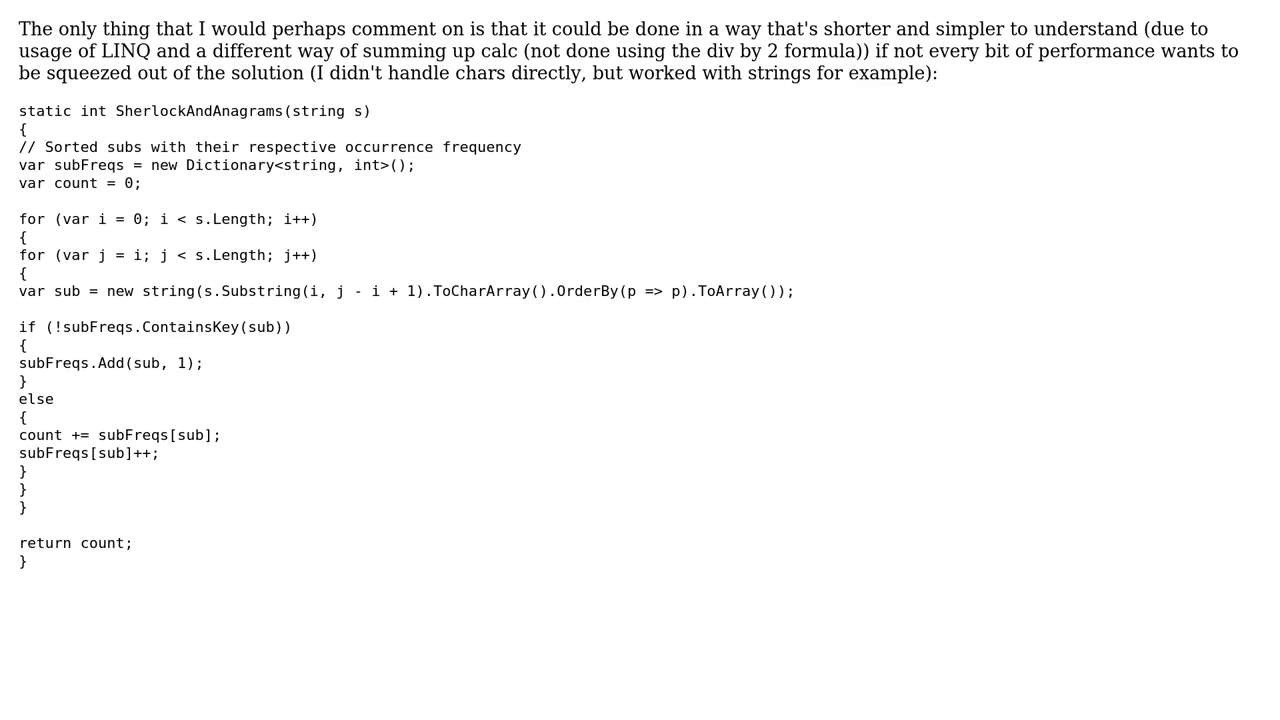 The only thing that I would perhaps comment on is that it could be done in a way that's shorter and simpler to understand (due to
usage of LINQ and a different way of summing up calc (not done using the div by 2 formula)) if not every bit of performance wants to
be squeezed out of the solution (I didn't handle chars directly, but worked with strings for example):
static int SherlockAndAnagrams(string s)
{
// Sorted subs with their respective occurrence frequency
var subFreqs = new Dictionary<string, int>();
var count = 0;
for (var i = 0; i < s.Length; i++)
{
for (var j = i; j < s.Length; j++)
{
var sub = new string(s.Substring(i, j - i + 1).ToCharArray().OrderBy(p => p).ToArray());
if (!subFreqs.ContainsKey(sub))
{
subFreqs.Add(sub, 1);
}
else
{
count += subFreqs[sub];
subFreqs[sub]++;
}
}
}
return count;
}